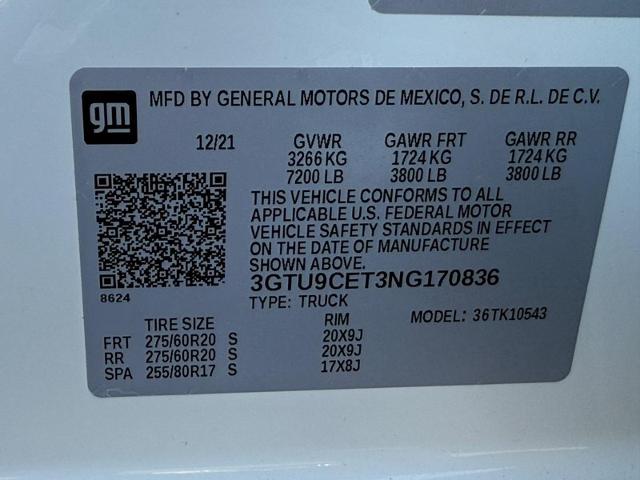 gm MFD BY GENERAL MOTORS DE MEXICO, S. DE R.L. DE C.V.
12/21 GVWR GAWR FRT GAWR RR
3266 KG 1724 KG 1724 KG
7200 LB 3800 LB 3800 LB
THIS VEHICLE CONFORMS TO ALL
APPLICABLE U.S. FEDERAL MOTOR
VEHICLE SAFETY STANDARDS IN EFFECT
ON THE DATE OF MANUFACTURE
SHOWN ABOVE.
8624
3GTU9CET3NG170836
TYPE: TRUCK MODEL: 36TK10543
TIRE SIZE RIM
FRT 275/60R20 S 20X9J
RR 275/60R20 S 20X9J
SPA 255/80R17 S 17X8J